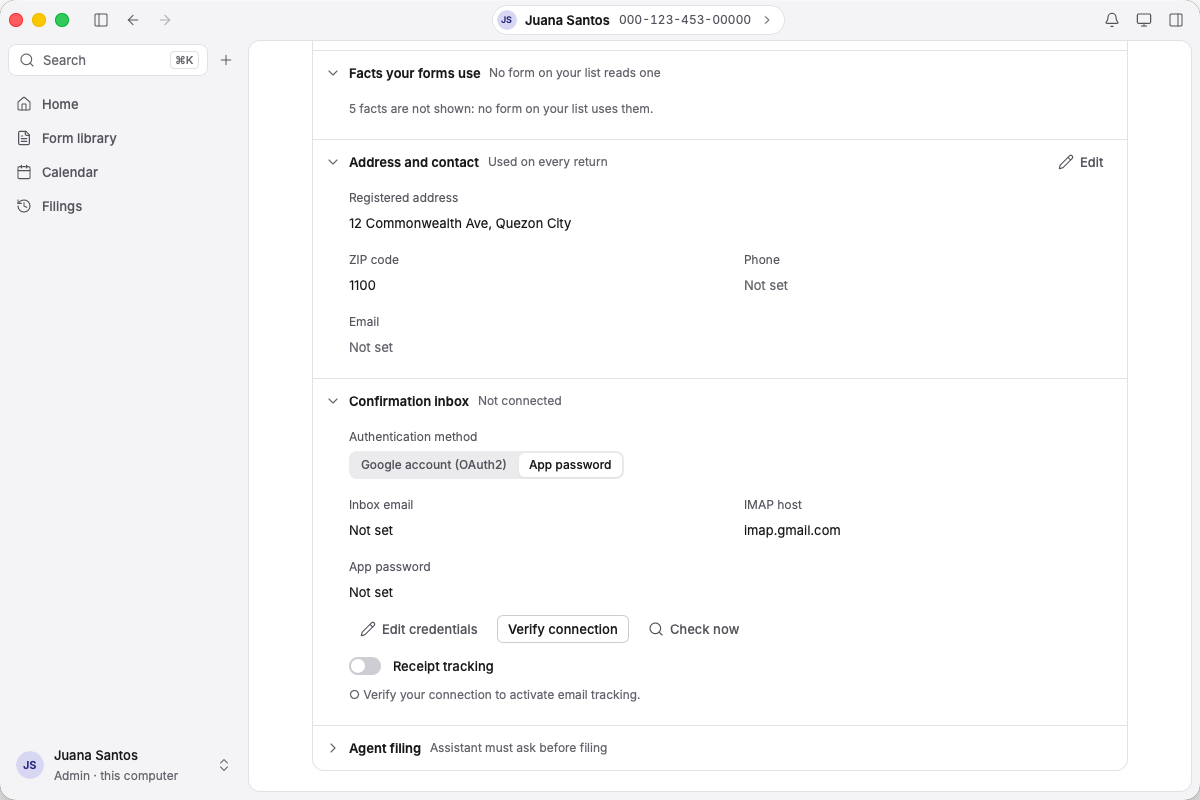 JS Juana Santos 000-123-453-00000
Search ⌘K
Home
Form library
Calendar
Filings
Facts your forms use No form on your list reads one
5 facts are not shown: no form on your list uses them.
Address and contact Used on every return Edit
Registered address
12 Commonwealth Ave, Quezon City
ZIP code Phone
1100 Not set
Email
Not set
Confirmation inbox Not connected
Authentication method
Google account (OAuth2) App password
Inbox email IMAP host
Not set imap.gmail.com
App password
Not set
Edit credentials Verify connection Check now
Receipt tracking
Verify your connection to activate email tracking.
Agent filing Assistant must ask before filing
JS Juana Santos
Admin · this computer